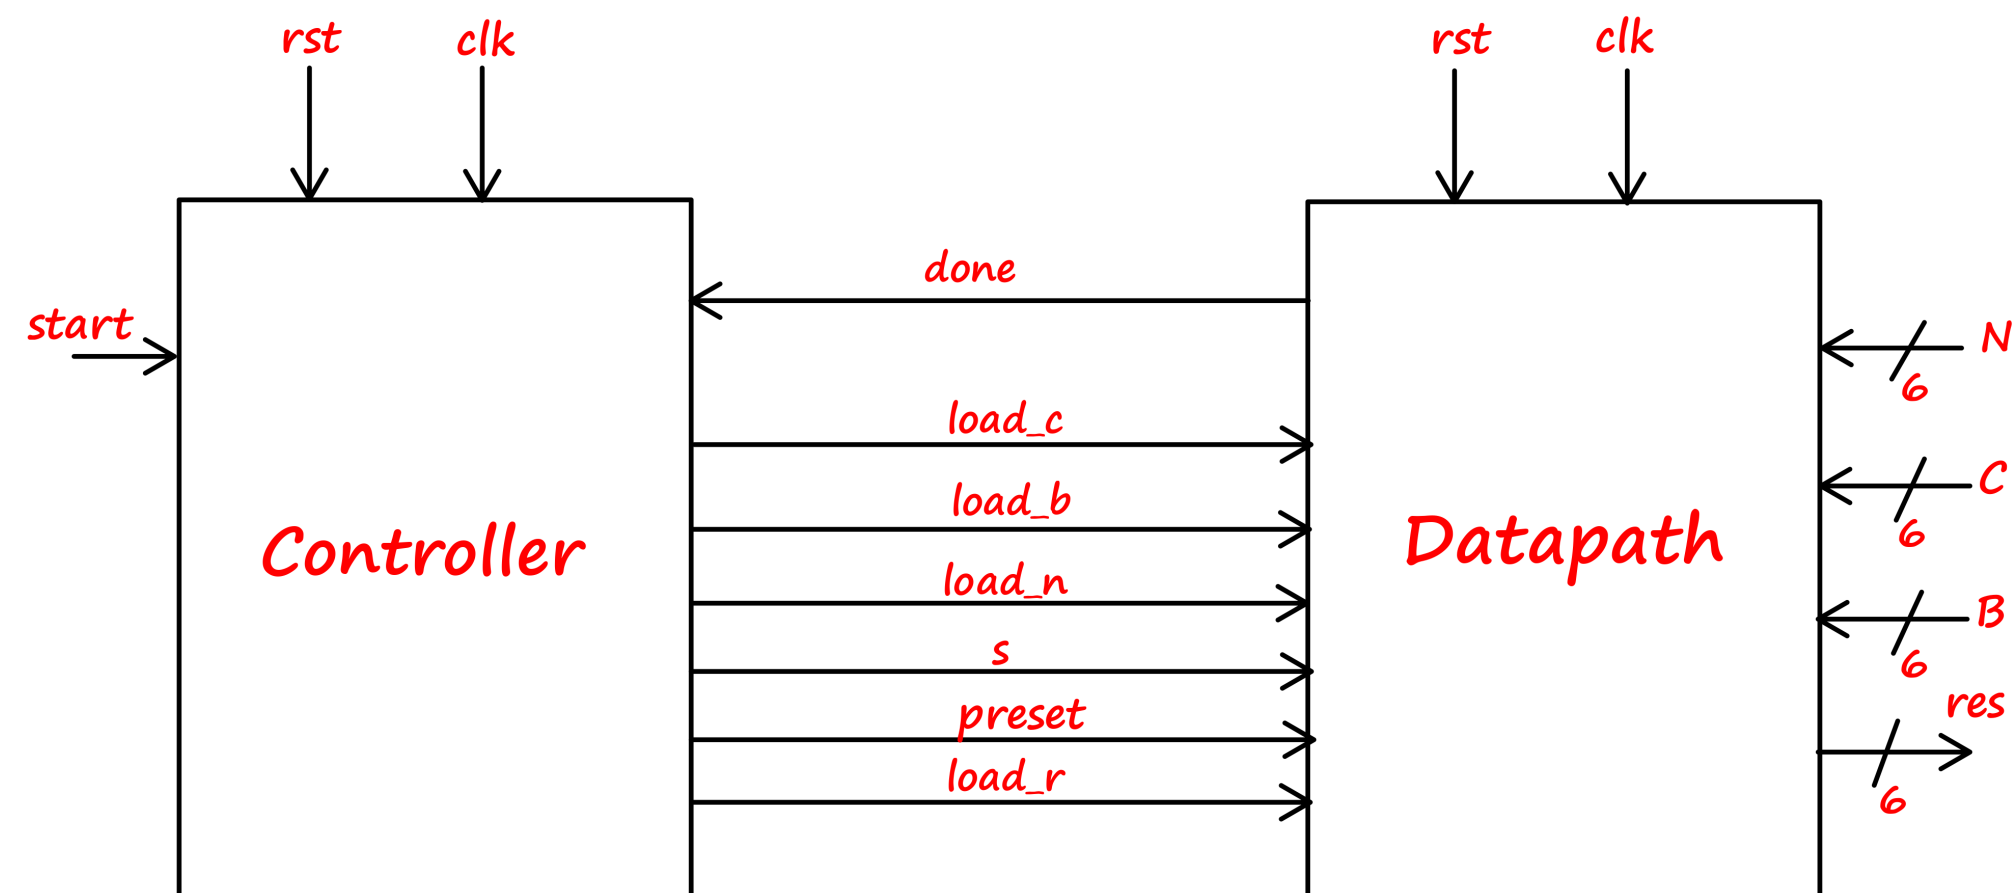 rst clk rst clk
done
start
N
6
load_c
C
load_b
6
Controller
Datapath
load_n
B
s
6
preset
res
load_r
6